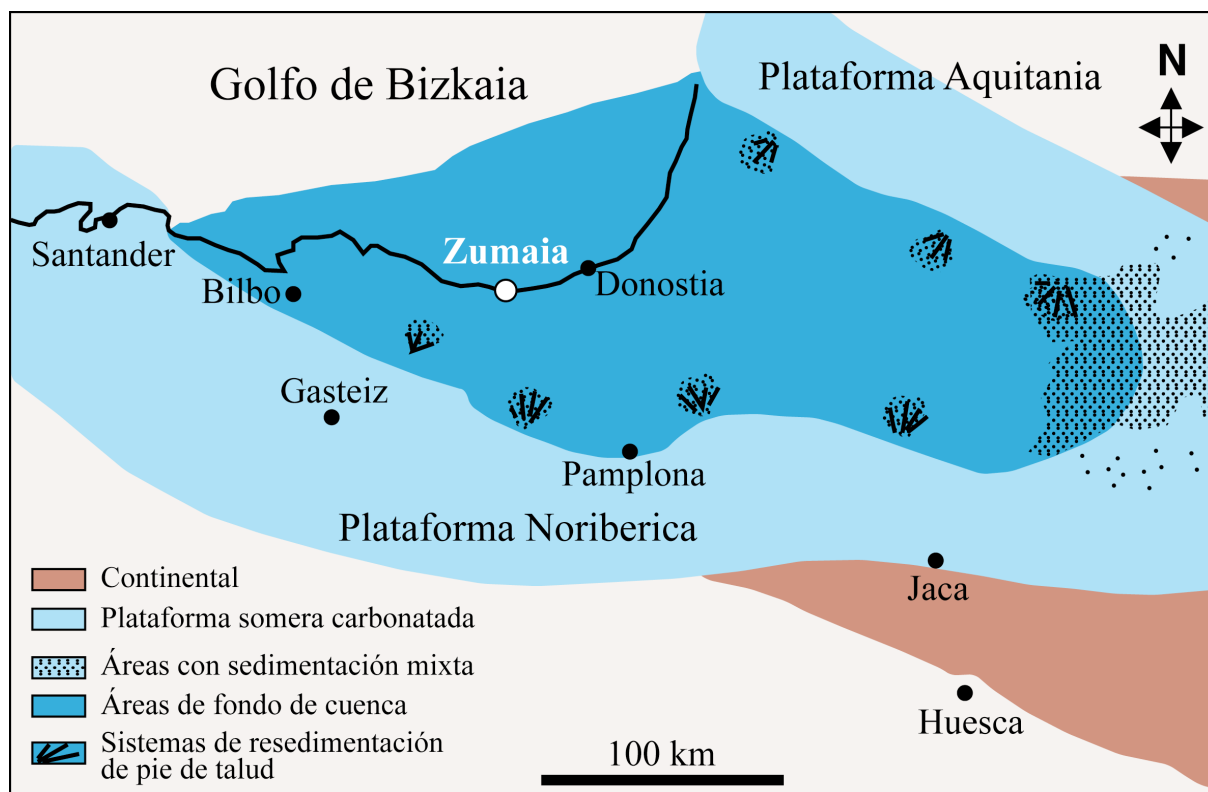 Golfo de Bizkaia
Plataforma Aquitania
N
Santander
Zumaia
Bilbo
Donostia
Gasteiz
Pamplona
Plataforma Noriberica
Jaca
Huesca
Continental
Plataforma somera carbonatada
Áreas con sedimentación mixta
Áreas de fondo de cuenca
Sistemas de resedimentación
de pie de talud
100 km